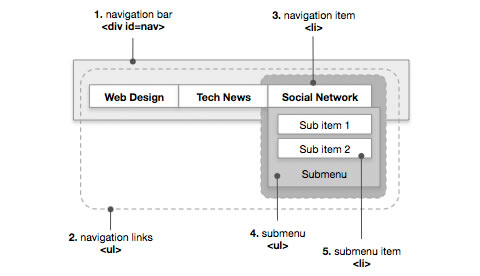 1. navigation bar
<div id=nav>
3. navigation item
<li>
Web Design
Tech News
Social Network
Sub item 1
Sub item 2
Submenu
2. navigation links
<ul>
4. submenu
<ul>
5. submenu item
<li>